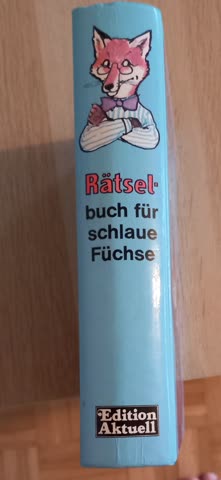 Rätsel-
buch für
schlaue
Füchse
Edition
Aktuell